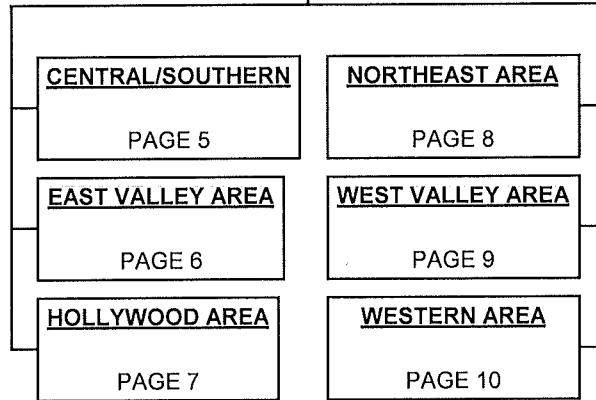 CENTRAL/SOUTHERN
PAGE 5
EAST VALLEY AREA
PAGE 6
HOLLYWOOD AREA
PAGE 7
NORTHEAST AREA
PAGE 8
WEST VALLEY AREA
PAGE 9
WESTERN AREA
PAGE 10